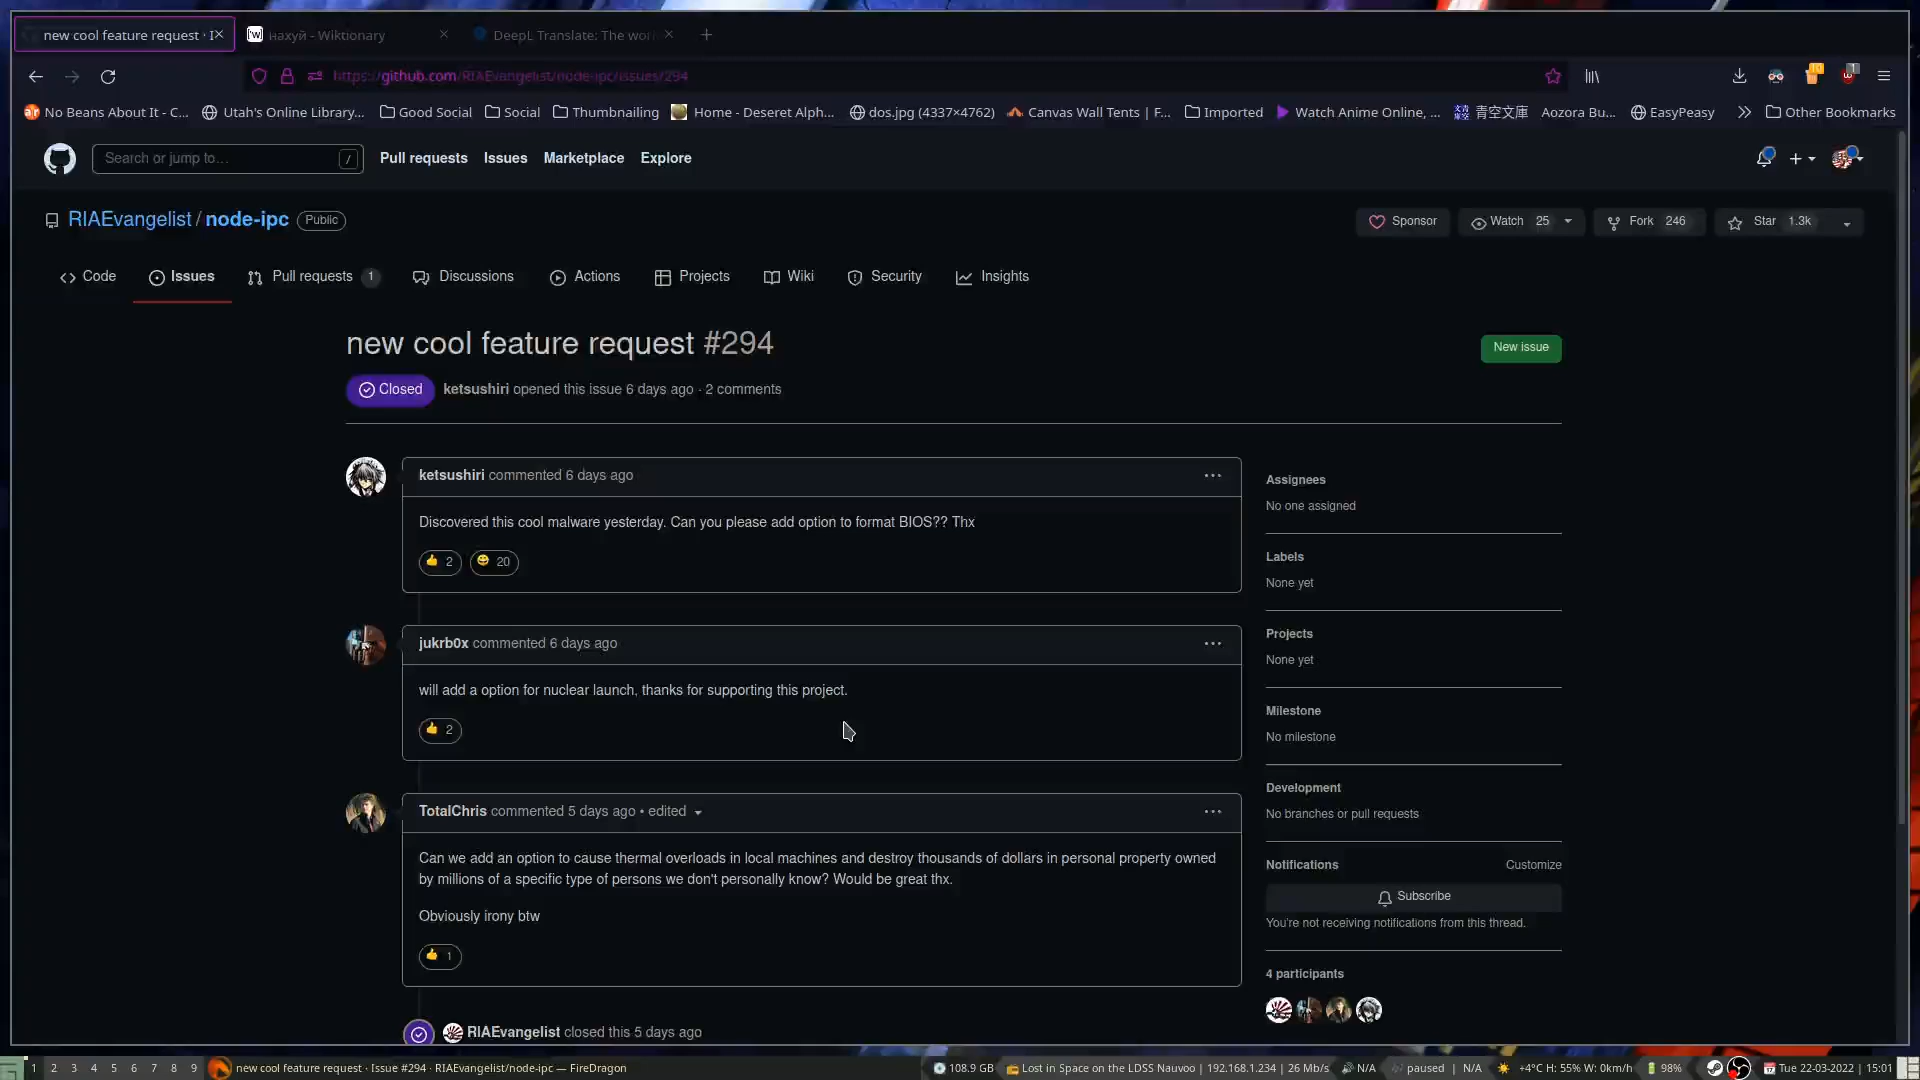 new cool feature request · I
нахуй - Wiktionary
DeepL Translate: The worl
https://github.com/RIAEvangelist/node-ipc/issues/294
10
1
No Beans About It - C...
Utah's Online Library...
Good Social
Social
Thumbnailing
Home - Deseret Alph...
dos.jpg (4337×4762)
Canvas Wall Tents | F...
Imported
Watch Anime Online, ...
青空文庫 Aozora Bu...
EasyPeasy
Other Bookmarks
Search or jump to...
/
Pull requests
Issues
Marketplace
Explore
RIAEvangelist / node-ipc
Public
Sponsor
Watch 25
Fork 246
Star 1.3k
Code
Issues
Pull requests 1
Discussions
Actions
Projects
Wiki
Security
Insights
new cool feature request #294
New issue
Closed
ketsushiri opened this issue 6 days ago · 2 comments
ketsushiri commented 6 days ago
Discovered this cool malware yesterday. Can you please add option to format BIOS?? Thx
2
20
jukrb0x commented 6 days ago
will add a option for nuclear launch, thanks for supporting this project.
2
TotalChris commented 5 days ago • edited
Can we add an option to cause thermal overloads in local machines and destroy thousands of dollars in personal property owned
by millions of a specific type of persons we don't personally know? Would be great thx.
Obviously irony btw
1
RIAEvangelist closed this 5 days ago
Assignees
No one assigned
Labels
None yet
Projects
None yet
Milestone
No milestone
Development
No branches or pull requests
Notifications
Customize
Subscribe
You're not receiving notifications from this thread.
4 participants
1 2 3 4 5 6 7 8 9
new cool feature request · Issue #294 · RIAEvangelist/node-ipc — FireDragon
108.9 GB
Lost in Space on the LDSS Nauvoo | 192.168.1.234 | 26 Mb/s
N/A
paused | N/A
+4°C H: 55% W: 0km/h
98%
Tue 22-03-2022 | 15:01